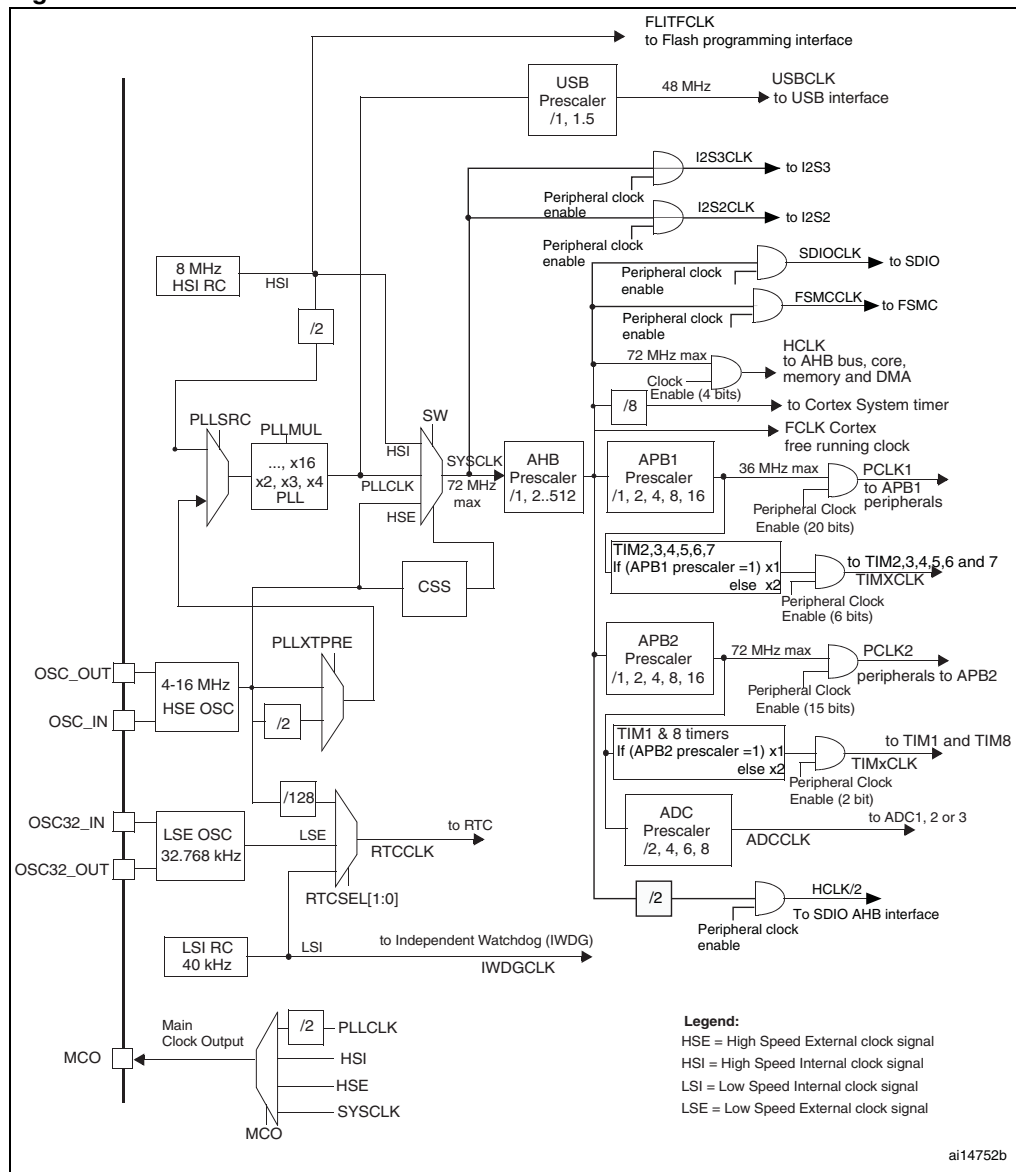 FLITFCLK
to Flash programming interface
USB
Prescaler
/1, 1.5
48 MHz
USBCLK
to USB interface
I2S3CLK
to I2S3
Peripheral clock
enable
I2S2CLK
to I2S2
Peripheral clock
enable
8 MHz
HSI RC
HSI
SDIOCLK
to SDIO
Peripheral clock
enable
FSMCCLK
to FSMC
Peripheral clock
enable
/2
HCLK
to AHB bus, core,
memory and DMA
72 MHz max
Clock
Enable (4 bits)
/8
to Cortex System timer
FCLK Cortex
free running clock
PLLSRC
PLLMUL
..., x16
x2, x3, x4
PLL
SW
HSI
PLLCLK
HSE
SYSCLK
72 MHz
max
AHB
Prescaler
/1, 2..512
APB1
Prescaler
/1, 2, 4, 8, 16
36 MHz max
PCLK1
to APB1
peripherals
Peripheral Clock
Enable (20 bits)
TIM2,3,4,5,6,7
If (APB1 prescaler =1) x1
else x2
to TIM2,3,4,5,6 and 7
TIMXCLK
Peripheral Clock
Enable (6 bits)
CSS
PLLXTPRE
OSC_OUT
OSC_IN
4-16 MHz
HSE OSC
/2
APB2
Prescaler
/1, 2, 4, 8, 16
72 MHz max
PCLK2
peripherals to APB2
Peripheral Clock
Enable (15 bits)
TIM1 & 8 timers
If (APB2 prescaler =1) x1
else x2
to TIM1 and TIM8
TIMxCLK
Peripheral Clock
Enable (2 bit)
/128
OSC32_IN
OSC32_OUT
LSE OSC
32.768 kHz
LSE
to RTC
RTCCLK
RTCSEL[1:0]
ADC
Prescaler
/2, 4, 6, 8
to ADC1, 2 or 3
ADCCLK
/2
HCLK/2
To SDIO AHB interface
Peripheral clock
enable
LSI RC
40 kHz
LSI
to Independent Watchdog (IWDG)
IWDGCLK
MCO
Main
Clock Output
/2
PLLCLK
HSI
HSE
SYSCLK
MCO
Legend:
HSE = High Speed External clock signal
HSI = High Speed Internal clock signal
LSI = Low Speed Internal clock signal
LSE = Low Speed External clock signal
ai14752b